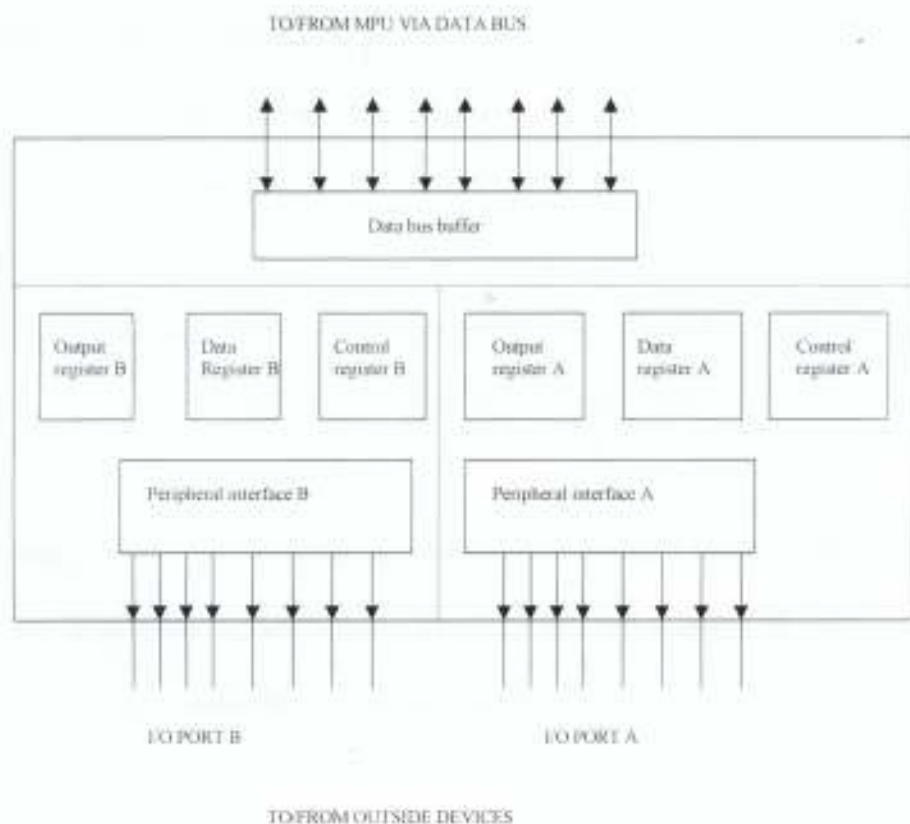 TO/FROM MPU VIA DATA BUS
Data bus buffer
Output
register B
Data
Register B
Control
register B
Output
register A
Data
register A
Control
register A
Peripheral interface B
Peripheral interface A
I/O PORT B
I/O PORT A
TO/FROM OUTSIDE DEVICES